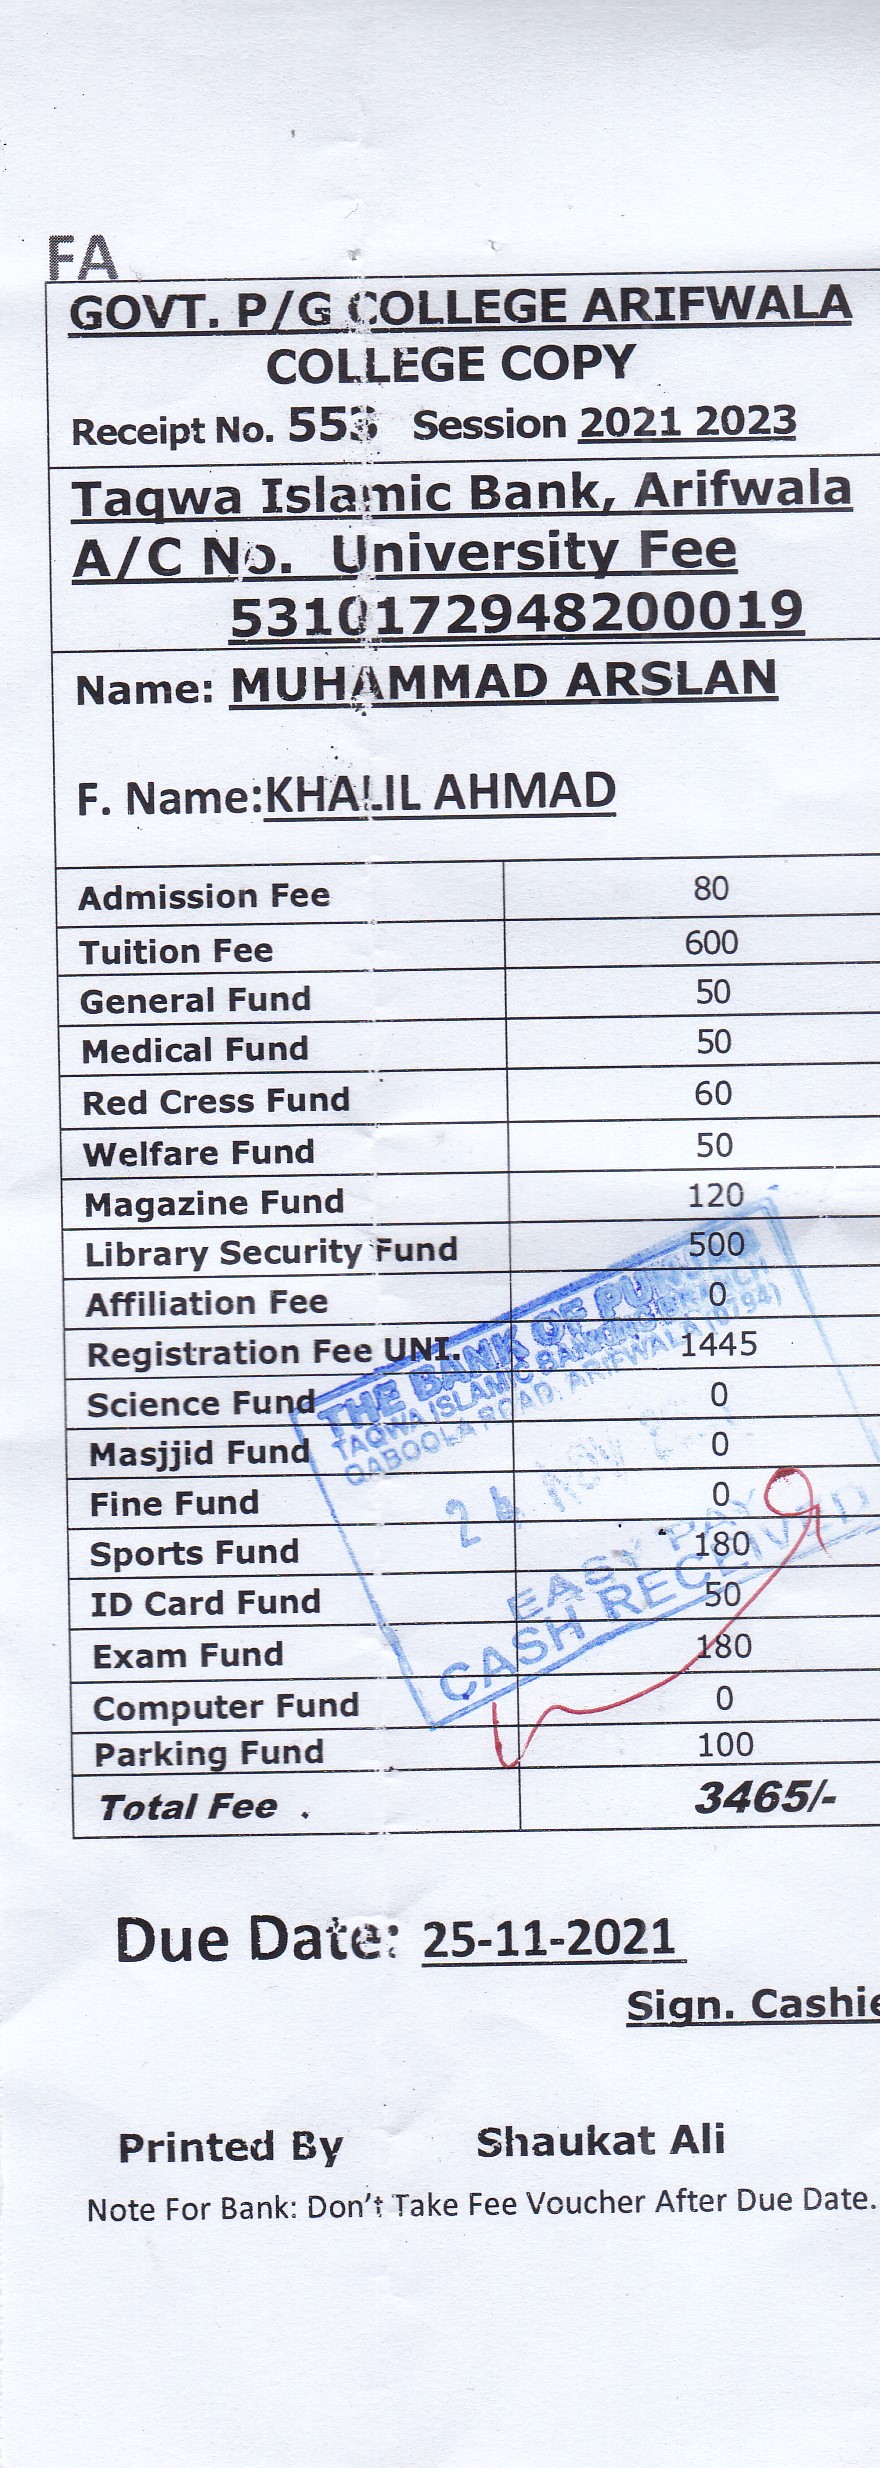 FA
GOVT. P/G COLLEGE ARIFWALA
COLLEGE COPY
Receipt No. Session 2021 2023
Taqwa Islamic Bank, Arifwala
A/C No. University Fee
5310172948200019
Name: MUHAMMAD ARSLAN
F. Name:KHALIL AHMAD
Admission Fee 80
Tuition Fee 600
General Fund 50
Medical Fund 50
Red Cress Fund 60
Welfare Fund 50
Magazine Fund 120
Library Security Fund 500
Affiliation Fee 0
Registration Fee UNI. 1445
Science Fund 0
Masjjid Fund 0
Fine Fund 0
Sports Fund 180
ID Card Fund 50
Exam Fund 180
Computer Fund 0
Parking Fund 100
Total Fee . 3465/-
THE BANK OF PUNJAB
TAQWA ISLAMIC BANKING BRANCH
QABOOLA ROAD, ARIFWALA (0794)
24 NOV
EASY PAY
CASH RECEIVED
Due Date: 25-11-2021
Sign. Cashie
Printed By Shaukat Ali
Note For Bank: Don't Take Fee Voucher After Due Date.